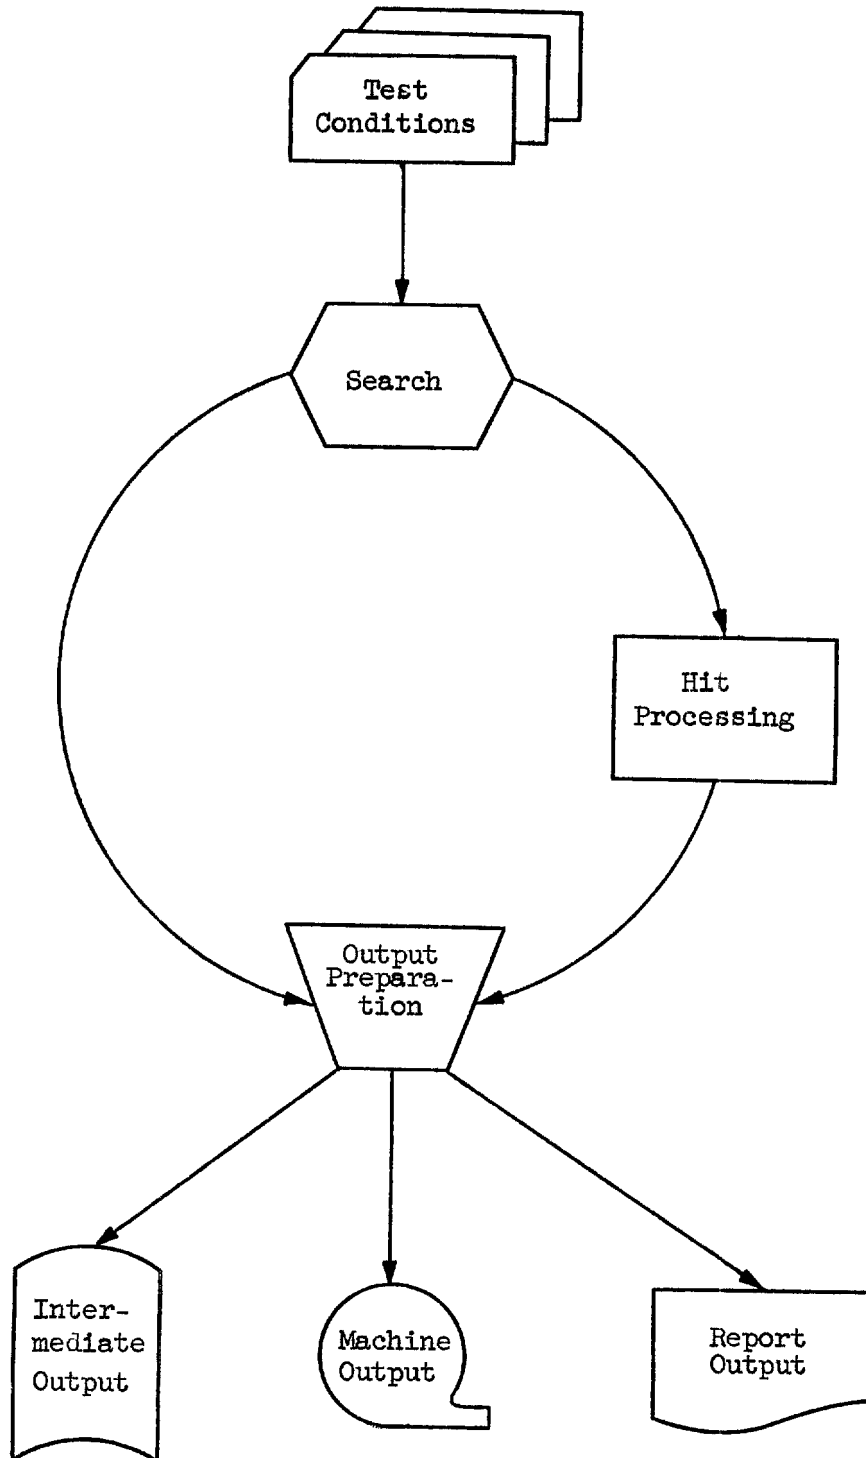 Test
Conditions
Search
Hit
Processing
Output
Prepara-
tion
Inter-
mediate
Output
Machine
Output
Report
Output